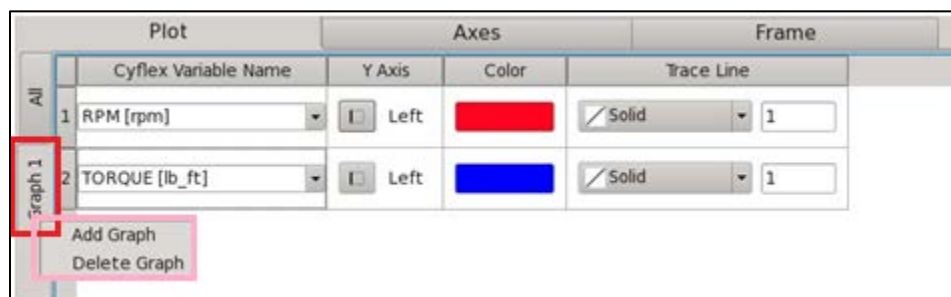 Plot Axes Frame
Cyflex Variable Name Y Axis Color Trace Line
All
1 RPM [rpm] Left Solid 1
Graph 1
2 TORQUE [lb_ft] Left Solid 1
Add Graph
Delete Graph